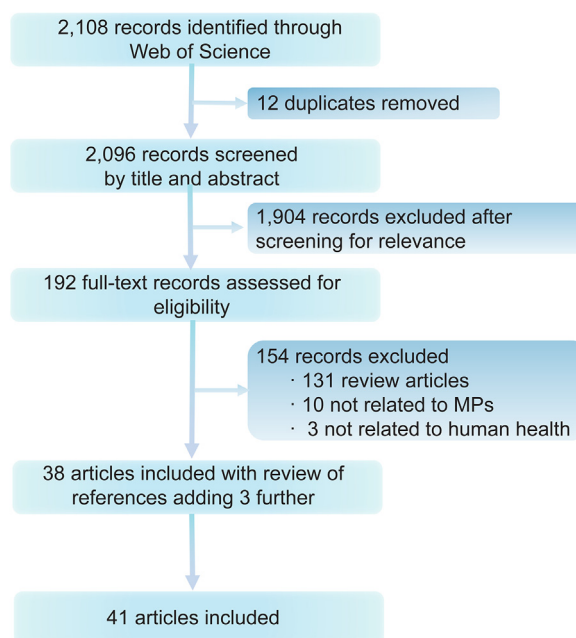 2,108 records identified through
Web of Science
12 duplicates removed
2,096 records screened
by title and abstract
1,904 records excluded after
screening for relevance
192 full-text records assessed for
eligibility
154 records excluded
· 131 review articles
· 10 not related to MPs
· 3 not related to human health
38 articles included with review of
references adding 3 further
41 articles included